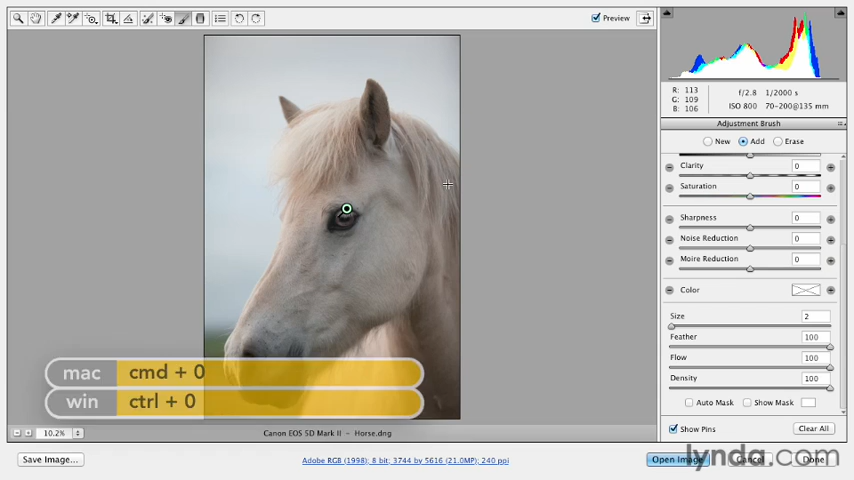 Preview
R: 113
G: 109
B: 106
f/2.8 1/2000 s
ISO 800 70-200@135 mm
Adjustment Brush
New Add Erase
Clarity 0
Saturation 0
Sharpness 0
Noise Reduction 0
Moire Reduction 0
Color
Size 2
Feather 100
Flow 100
Density 100
Auto Mask Show Mask
Show Pins Clear All
mac cmd + 0
win ctrl + 0
10.2% Canon EOS 5D Mark II - Horse.dng
Save Image... Adobe RGB (1998); 8 bit; 3744 by 5616 (21.0MP); 240 ppi Open Image Cancel Done
lynda.com